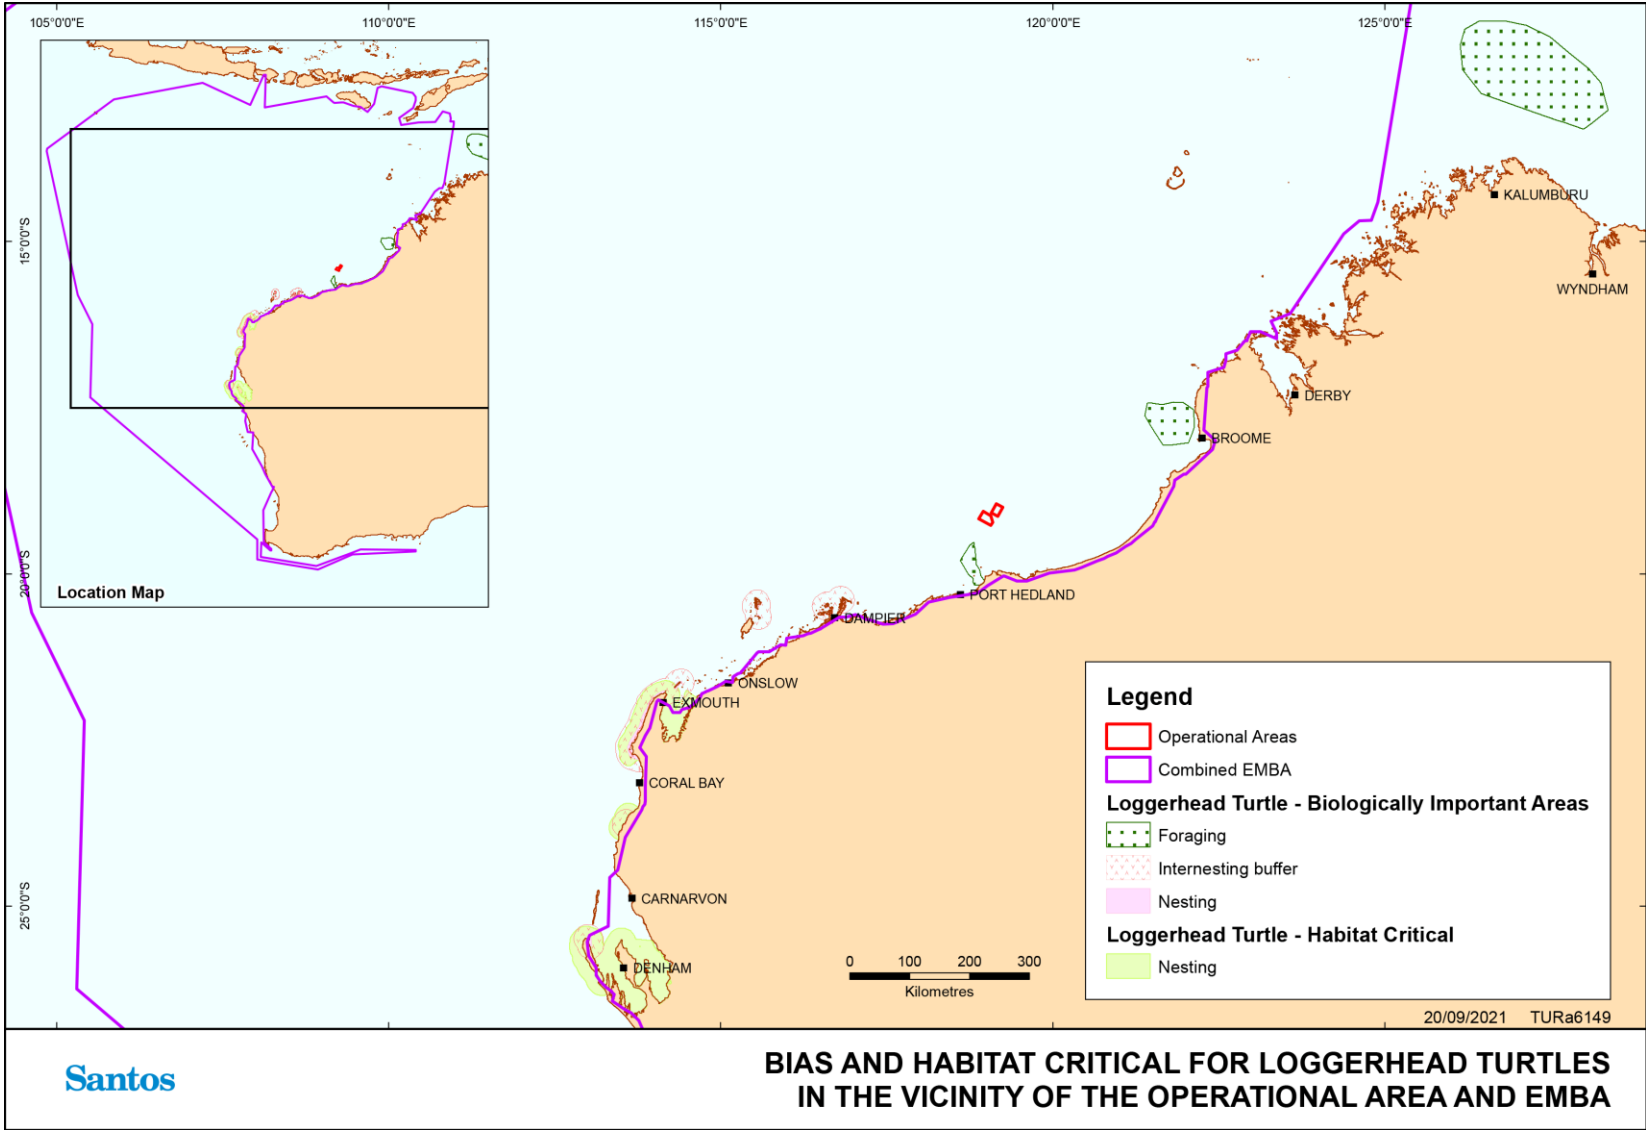 105°0'0"E
110°0'0"E
115°0'0"E
120°0'0"E
125°0'0"E
15°0'0"S
20°0'0"S
25°0'0"S
Location Map
KALUMBURU
WYNDHAM
DERBY
BROOME
PORT HEDLAND
DAMPIER
ONSLOW
EXMOUTH
CORAL BAY
CARNARVON
DENHAM
0 100 200 300
Kilometres
Legend
Operational Areas
Combined EMBA
Loggerhead Turtle - Biologically Important Areas
Foraging
Internesting buffer
Nesting
Loggerhead Turtle - Habitat Critical
Nesting
20/09/2021 TURa6149
Santos
BIAS AND HABITAT CRITICAL FOR LOGGERHEAD TURTLES
IN THE VICINITY OF THE OPERATIONAL AREA AND EMBA